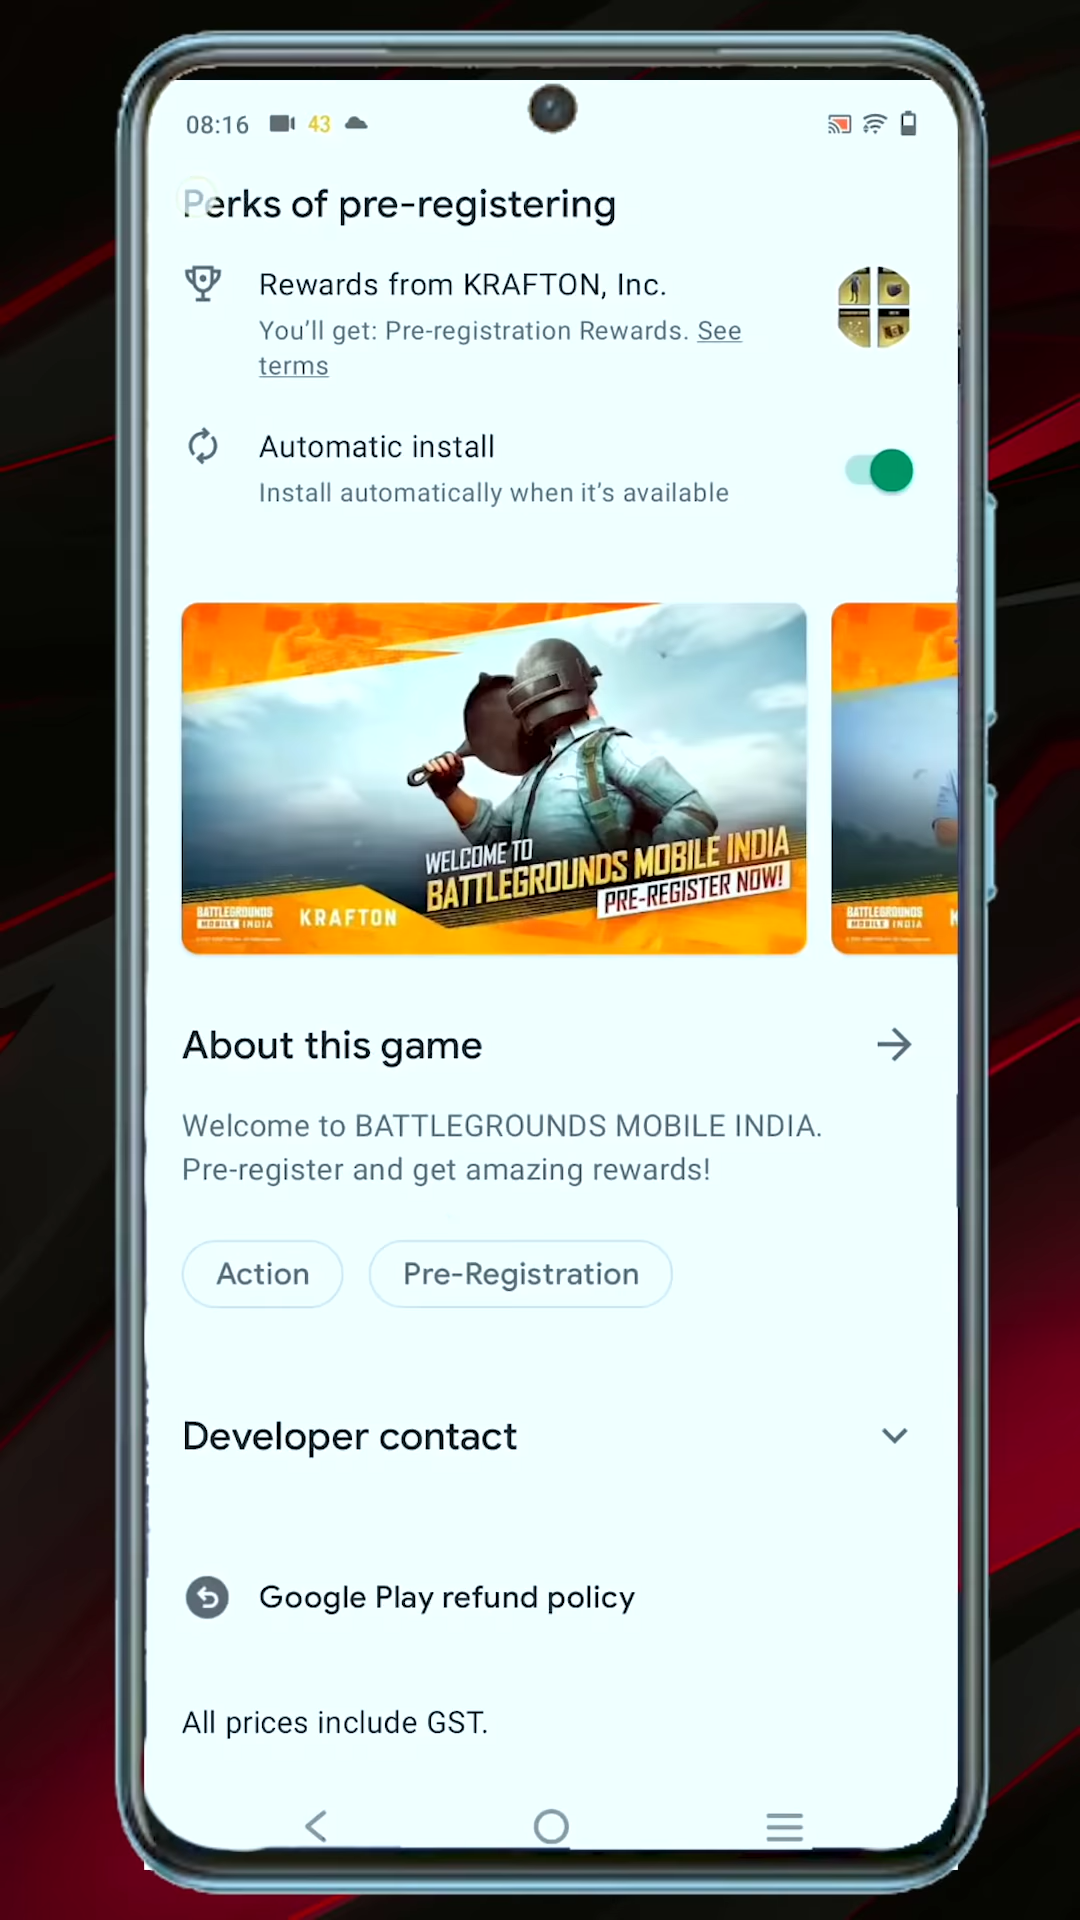 08:16 43
Perks of pre-registering
Rewards from KRAFTON, Inc.
You'll get: Pre-registration Rewards. See
terms
Automatic install
Install automatically when it's available
WELCOME TO
BATTLEGROUNDS MOBILE INDIA
PRE-REGISTER NOW!
BATTLEGROUNDS
MOBILE INDIA
KRAFTON
BATTLEGROUNDS
MOBILE INDIA
K
About this game
Welcome to BATTLEGROUNDS MOBILE INDIA.
Pre-register and get amazing rewards!
Action
Pre-Registration
Developer contact
Google Play refund policy
All prices include GST.